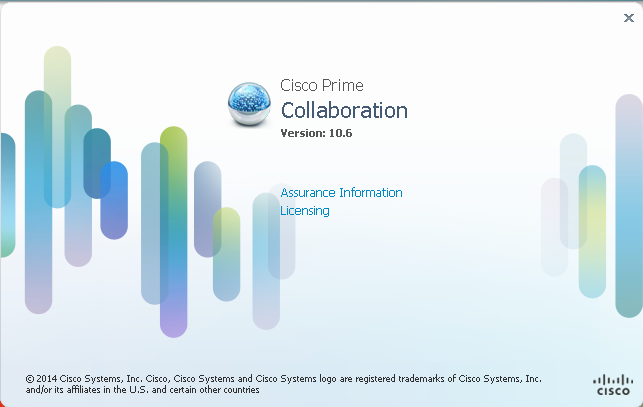 Cisco Prime
Collaboration
Version: 10.6
Assurance Information
Licensing
© 2014 Cisco Systems, Inc. Cisco, Cisco Systems and Cisco Systems logo are registered trademarks of Cisco Systems, Inc.
and/or its affiliates in the U.S. and certain other countries
CISCO